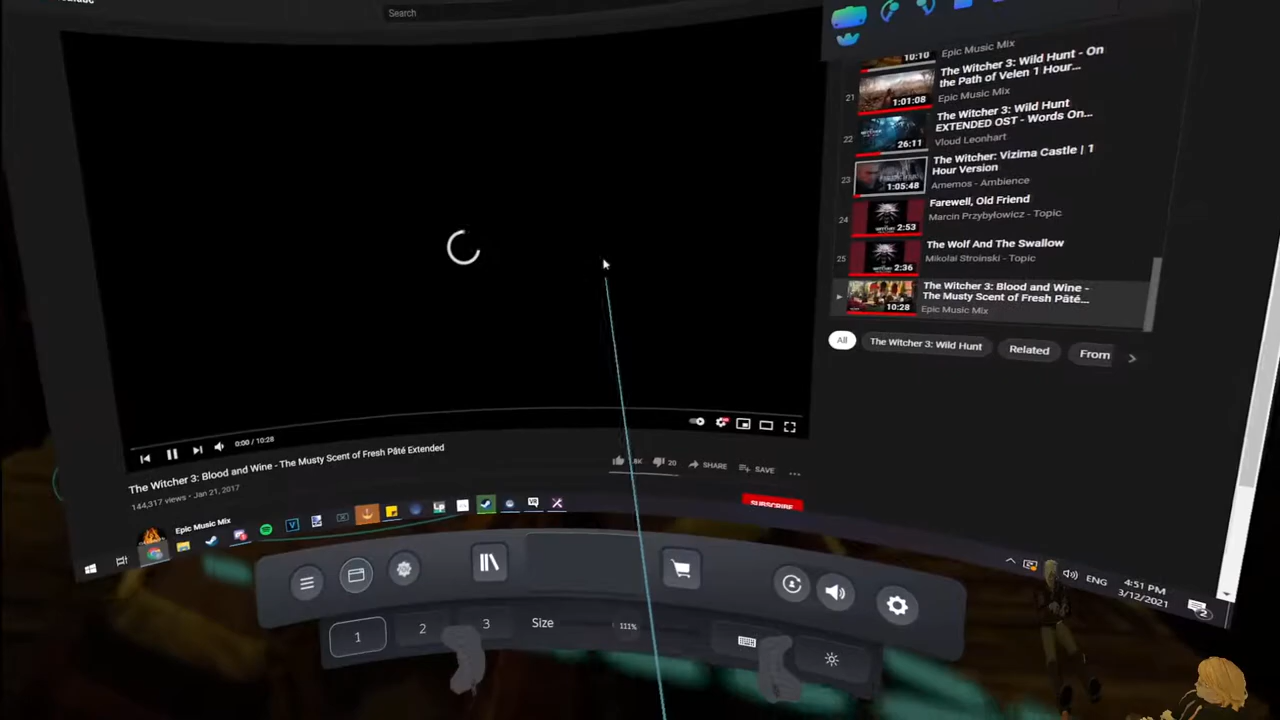 Search
10:10
Epic Music Mix
21
1:01:08
The Witcher 3: Wild Hunt - On
the Path of Velen 1 Hour...
Epic Music Mix
22
26:11
The Witcher 3: Wild Hunt
EXTENDED OST - Words On...
Vloud Leonhart
23
1:05:48
The Witcher: Vizima Castle | 1
Hour Version
Amemos - Ambience
24
2:53
Farewell, Old Friend
Marcin Przybyłowicz - Topic
25
2:36
The Wolf And The Swallow
Mikolai Stroinski - Topic
10:28
The Witcher 3: Blood and Wine -
The Musty Scent of Fresh Pâté...
Epic Music Mix
All
The Witcher 3: Wild Hunt
Related
From
0:00 / 10:28
The Witcher 3: Blood and Wine - The Musty Scent of Fresh Pâté Extended
144,317 views • Jan 21, 2017
20
SHARE
SAVE
SUBSCRIBE
Epic Music Mix
ENG
4:51 PM
3/12/2021
2
1
2
3
Size
111%